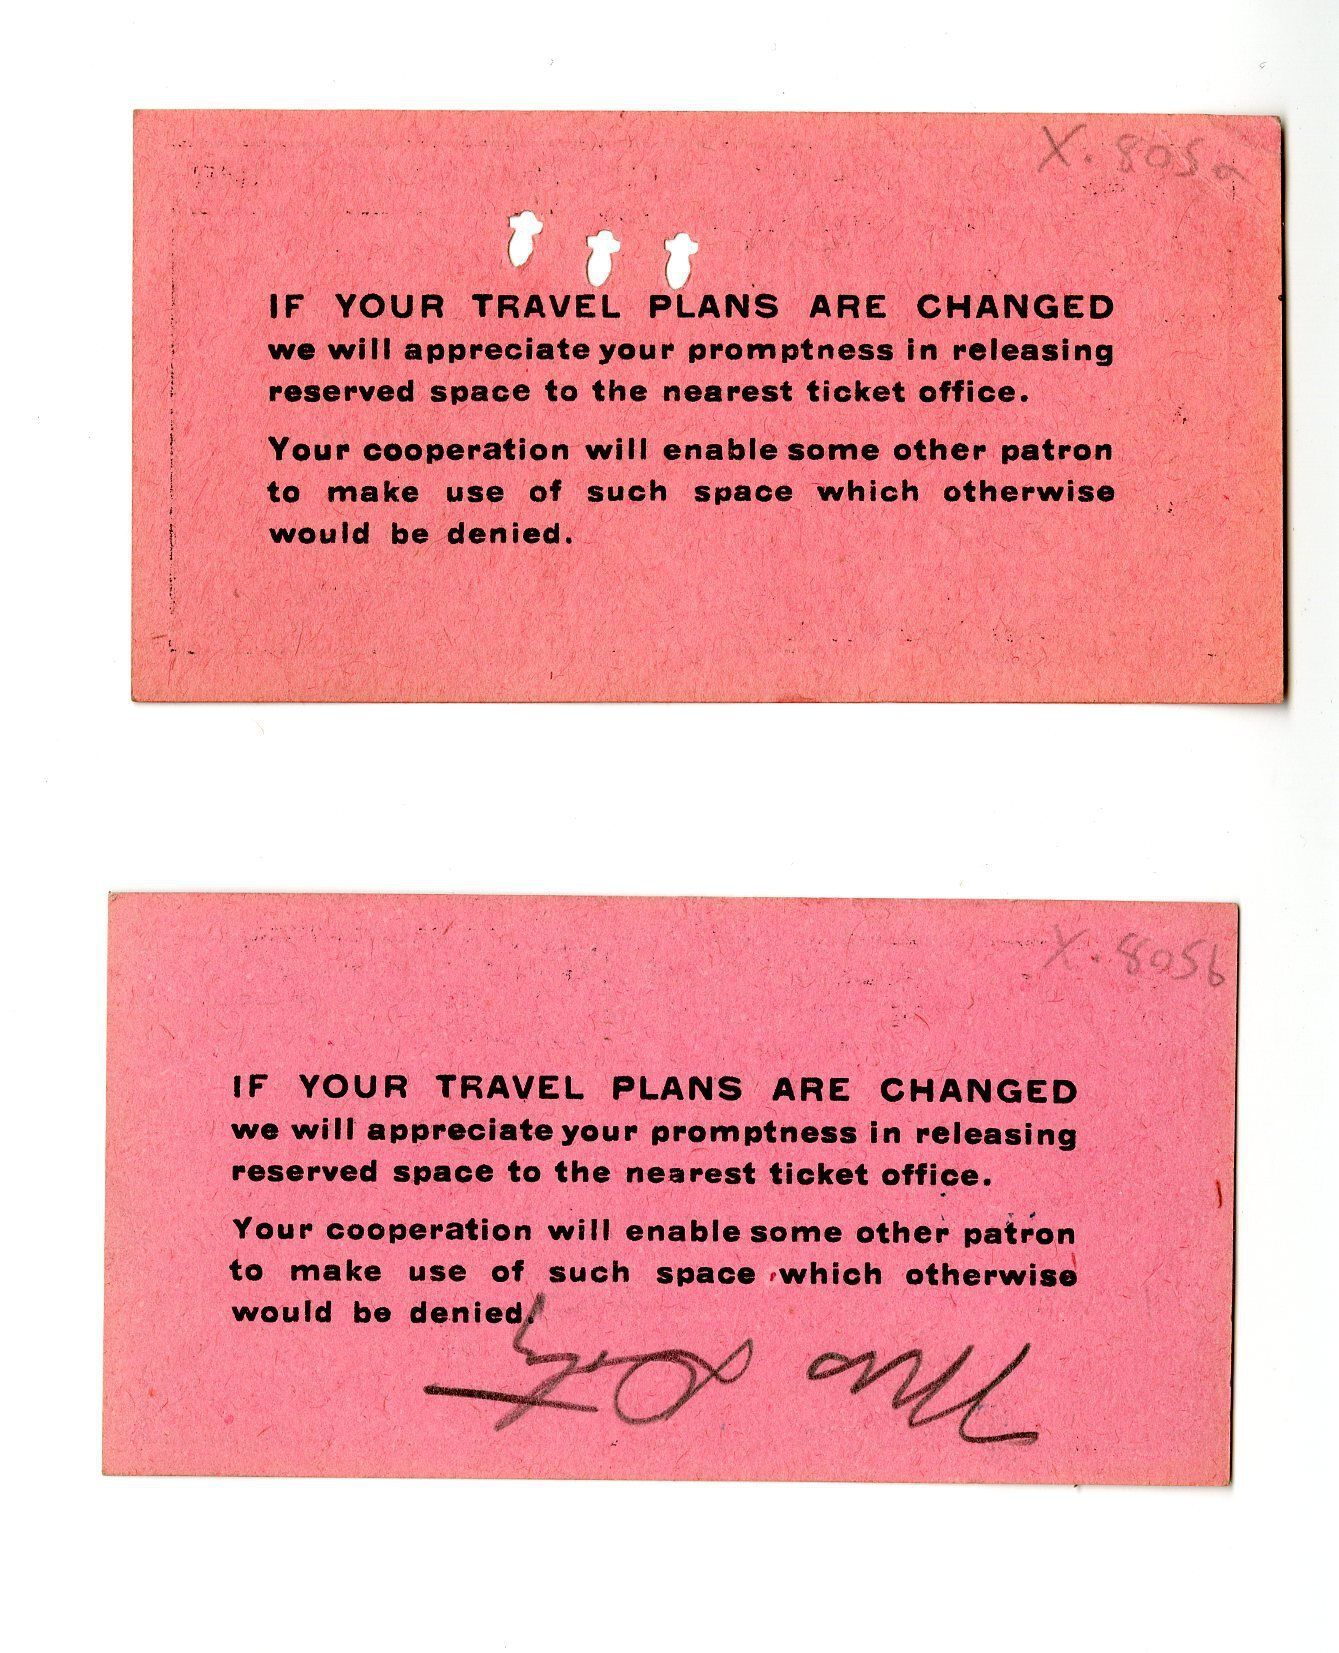 X.805a
IF YOUR TRAVEL PLANS ARE CHANGED
we will appreciate your promptness in releasing
reserved space to the nearest ticket office.
Your cooperation will enable some other patron
to make use of such space which otherwise
would be denied.
X.805b
IF YOUR TRAVEL PLANS ARE CHANGED
we will appreciate your promptness in releasing
reserved space to the nearest ticket office.
Your cooperation will enable some other patron
to make use of such space which otherwise
would be denied.